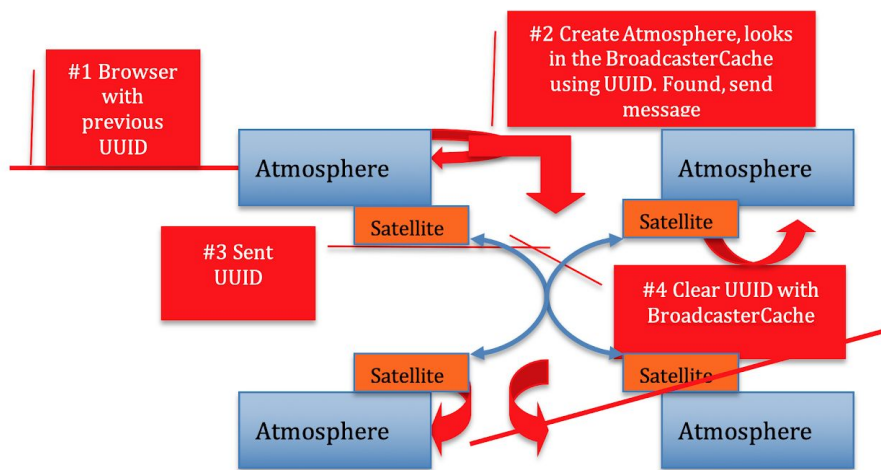 #1 Browser
with
previous
UUID
#2 Create Atmosphere, looks
in the BroadcasterCache
using UUID. Found, send
message
Atmosphere
Atmosphere
Satellite
Satellite
#3 Sent
UUID
#4 Clear UUID with
BroadcasterCache
Satellite
Satellite
Atmosphere
Atmosphere